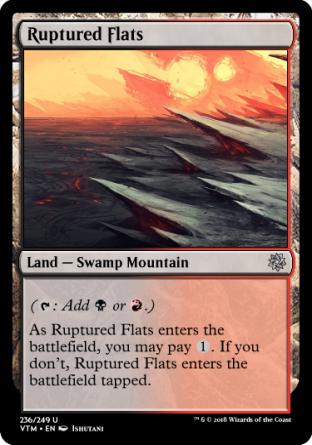 Ruptured Flats
Land — Swamp Mountain
( : Add or .)
As Ruptured Flats enters the
battlefield, you may pay 1. If you
don't, Ruptured Flats enters the
battlefield tapped.
236/249 U
VTM • EN Ishutani
™ & © 2018 Wizards of the Coast